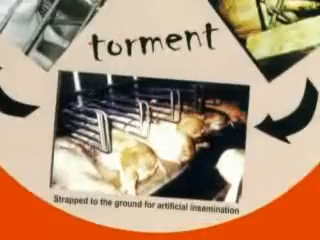 torment
Strapped to the ground for artificial insemination